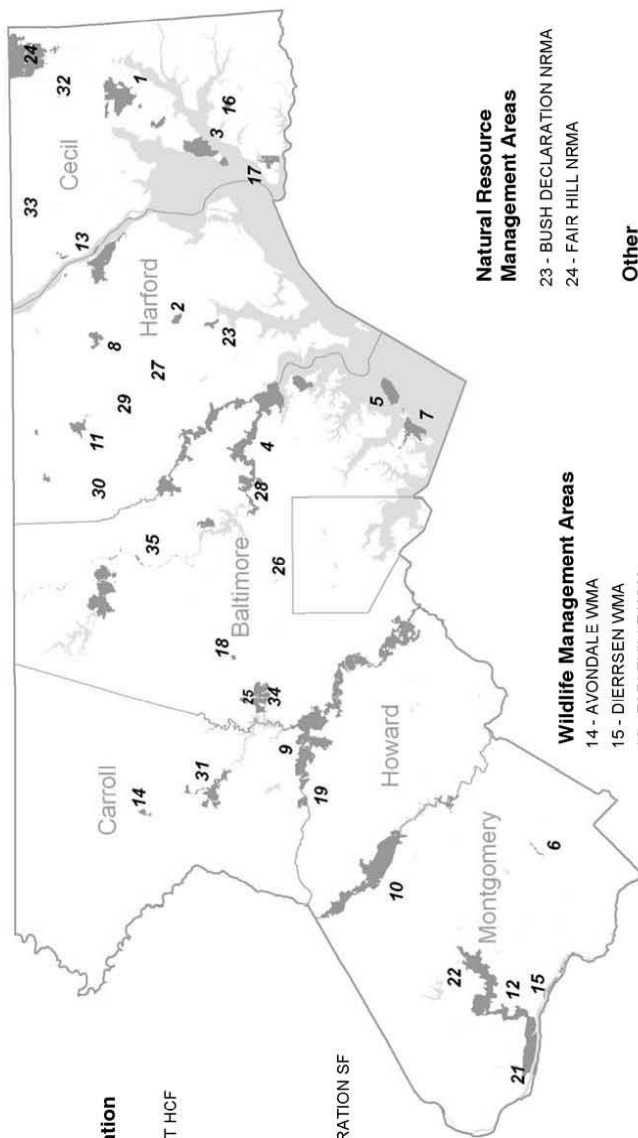 24
32
33
Cecil
1
16
3
13
17
Harford
8
2
23
27
29
11
30
5
7
4
28
35
26
Baltimore
18
25
34
Carroll
14
31
9
19
Howard
10
Montgomery
22
12
15
21
6
ation
T HCF
RATION SF
Wildlife Management Areas
14 - AVONDALE WMA
15 - DIERRSEN WMA
Natural Resource
Management Areas
23 - BUSH DECLARATION NRMA
24 - FAIR HILL NRMA
Other